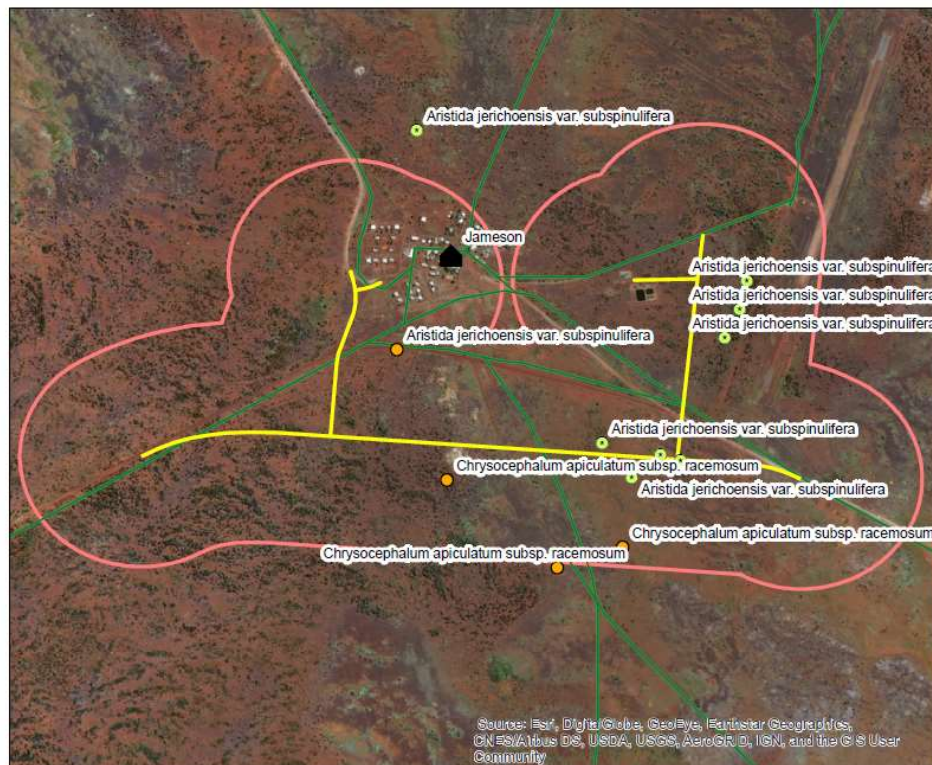 Aristida jerichoensis var. subspinulifera
Jameson
Aristida jerichoensis var. subspinulifera
Aristida jerichoensis var. subspinulifera
Aristida jerichoensis var. subspinulifera
Aristida jerichoensis var. subspinulifera
Aristida jerichoensis var. subspinulifera
Chrysocephalum apiculatum subsp. racemosum
Aristida jerichoensis var. subspinulifera
Chrysocephalum apiculatum subsp. racemosum
Chrysocephalum apiculatum subsp. racemosum
Source: Esri, DigitalGlobe, GeoEye, Earthstar Geographics,
CNES/Airbus DS, USDA, USGS, AeroGRID, IGN, and the GIS User
Community